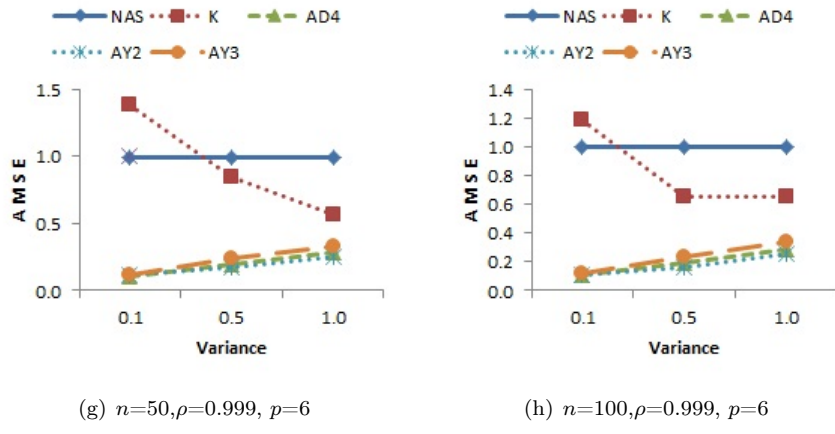 NAS K AD4
AY2 AY3
A M S E
1.5
1.0
0.5
0.0
0.1 0.5 1.0
Variance
(g) n=50,ρ=0.999, p=6
NAS K AD4
AY2 AY3
A M S E
1.4
1.2
1.0
0.8
0.6
0.4
0.2
0.0
0.1 0.5 1.0
Variance
(h) n=100,ρ=0.999, p=6